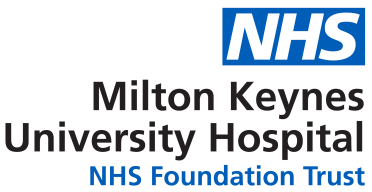 NHS
Milton Keynes
University Hospital
NHS Foundation Trust